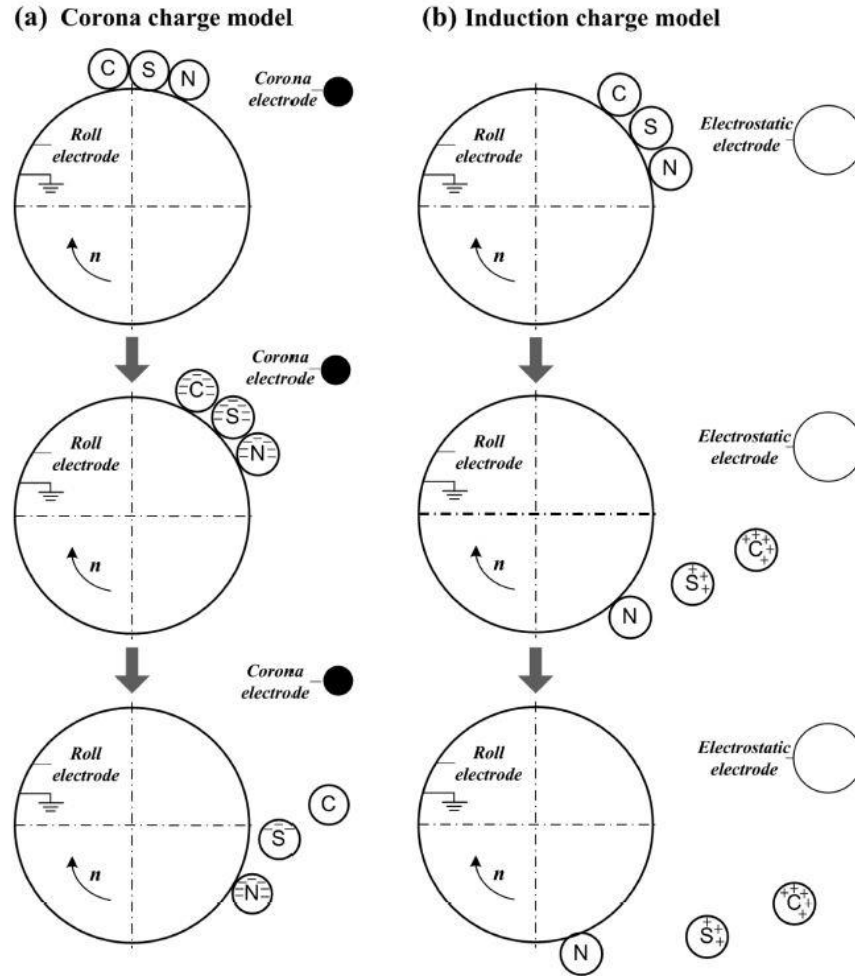 (a) Corona charge model
C S N
Corona
electrode
Roll
electrode
n
C S N
Corona
electrode
Roll
electrode
n
Corona
electrode
Roll
electrode
C
S
N
n
(b) Induction charge model
C
S
N
Electrostatic
electrode
Roll
electrode
n
Electrostatic
electrode
Roll
electrode
C
S
N
n
Electrostatic
electrode
Roll
electrode
n
C
S
N